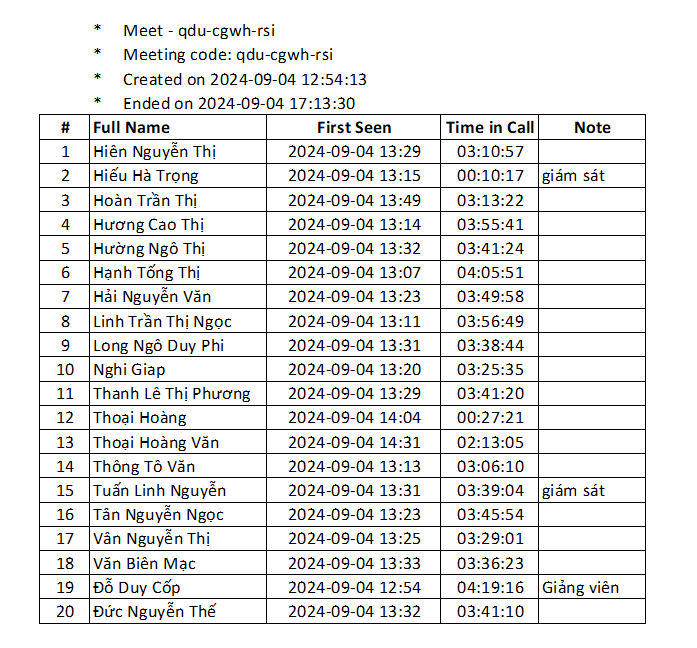 * Meet - qdu-cgwh-rsi
* Meeting code: qdu-cgwh-rsi
* Created on 2024-09-04 12:54:13
* Ended on 2024-09-04 17:13:30
# Full Name First Seen Time in Call Note
1 Hiên Nguyễn Thị 2024-09-04 13:29 03:10:57
2 Hiếu Hà Trọng 2024-09-04 13:15 00:10:17 giám sát
3 Hoàn Trần Thị 2024-09-04 13:49 03:13:22
4 Hương Cao Thị 2024-09-04 13:14 03:55:41
5 Hường Ngô Thị 2024-09-04 13:32 03:41:24
6 Hạnh Tống Thị 2024-09-04 13:07 04:05:51
7 Hải Nguyễn Văn 2024-09-04 13:23 03:49:58
8 Linh Trần Thị Ngọc 2024-09-04 13:11 03:56:49
9 Long Ngô Duy Phi 2024-09-04 13:31 03:38:44
10 Nghi Giap 2024-09-04 13:20 03:25:35
11 Thanh Lê Thị Phương 2024-09-04 13:29 03:41:20
12 Thoại Hoàng 2024-09-04 14:04 00:27:21
13 Thoại Hoàng Văn 2024-09-04 14:31 02:13:05
14 Thông Tô Văn 2024-09-04 13:13 03:06:10
15 Tuấn Linh Nguyễn 2024-09-04 13:31 03:39:04 giám sát
16 Tân Nguyễn Ngọc 2024-09-04 13:23 03:45:54
17 Vân Nguyễn Thị 2024-09-04 13:25 03:29:01
18 Văn Biên Mạc 2024-09-04 13:33 03:36:23
19 Đỗ Duy Cốp 2024-09-04 12:54 04:19:16 Giảng viên
20 Đức Nguyễn Thế 2024-09-04 13:32 03:41:10